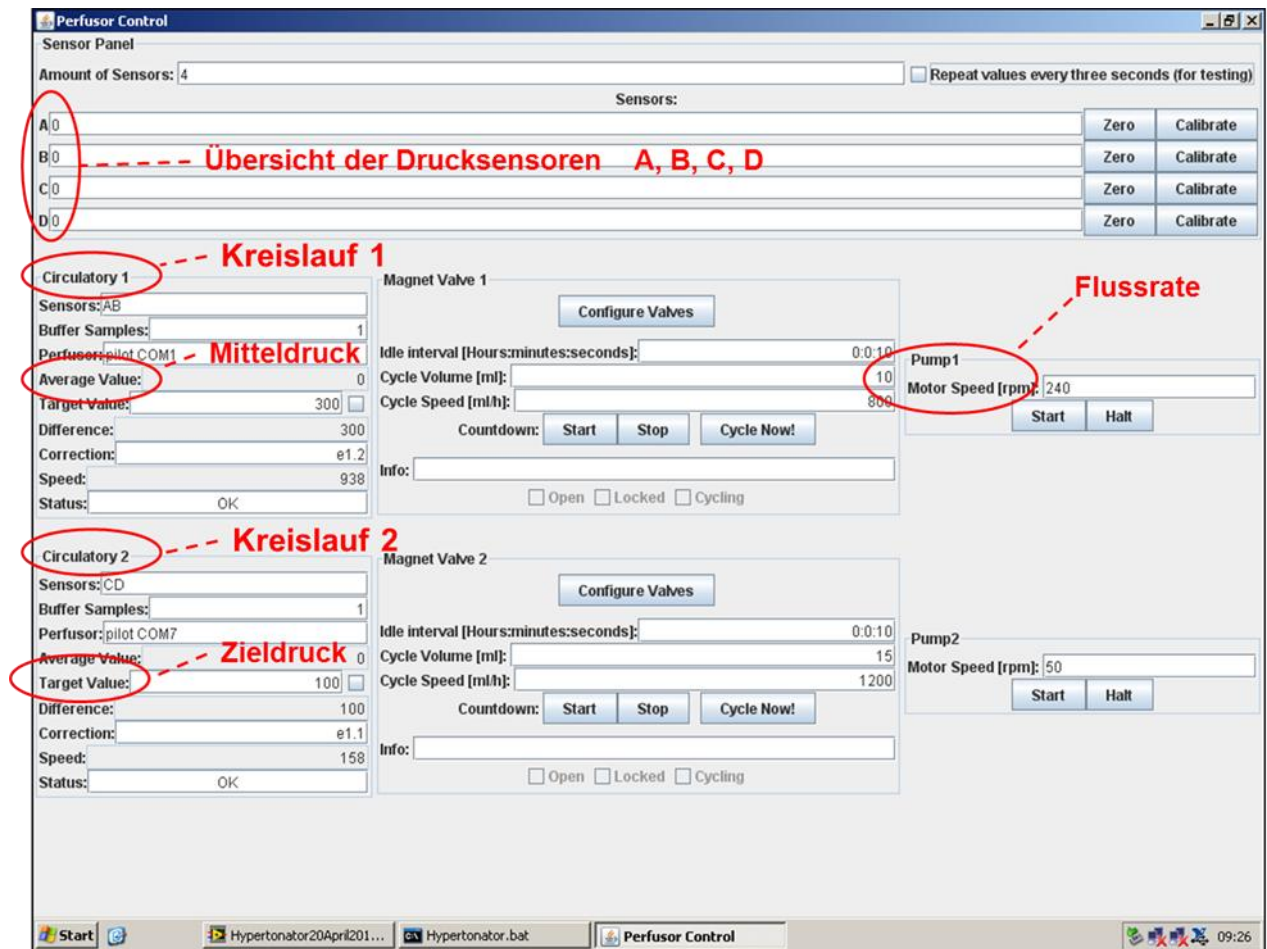 Perfusor Control
Sensor Panel
Amount of Sensors: 4
Repeat values every three seconds (for testing)
Sensors:
A 0 Zero Calibrate
B 0 Zero Calibrate
C 0 Zero Calibrate
D 0 Zero Calibrate
Übersicht der Drucksensoren A, B, C, D
Kreislauf 1
Circulatory 1
Sensors: AB
Buffer Samples: 1
Perfusor: pilot COM1
Mitteldruck
Average Value: 0
Target Value: 300
Difference: 300
Correction: e1.2
Speed: 938
Status: OK
Magnet Valve 1
Configure Valves
Idle interval [Hours:minutes:seconds]: 0:0:10
Cycle Volume [ml]: 10
Cycle Speed [ml/h]: 800
Countdown: Start Stop Cycle Now!
Info:
Open Locked Cycling
Flussrate
Pump1
Motor Speed [rpm]: 240
Start Halt
Kreislauf 2
Circulatory 2
Sensors: CD
Buffer Samples: 1
Perfusor: pilot COM7
Average Value: 0
Zieldruck
Target Value: 100
Difference: 100
Correction: e1.1
Speed: 158
Status: OK
Magnet Valve 2
Configure Valves
Idle interval [Hours:minutes:seconds]: 0:0:10
Cycle Volume [ml]: 15
Cycle Speed [ml/h]: 1200
Countdown: Start Stop Cycle Now!
Info:
Open Locked Cycling
Pump2
Motor Speed [rpm]: 50
Start Halt
Start Hypertonator20April201... Hypertonator.bat Perfusor Control 09:26